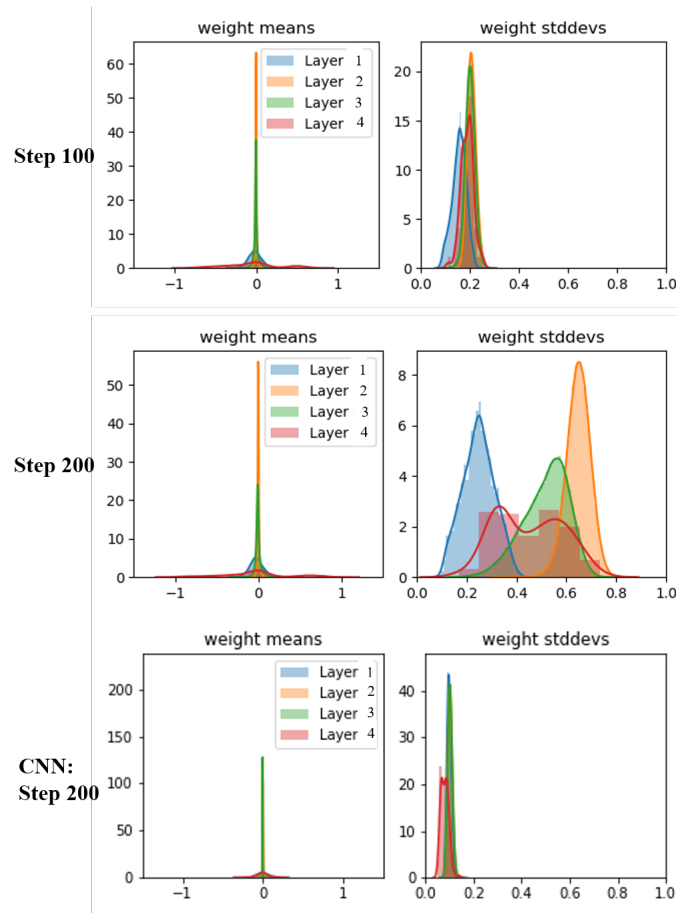 weight means
weight stddevs
Step 100
60
50
40
30
20
10
0
−1
0
1
Layer 1
Layer 2
Layer 3
Layer 4
20
15
10
5
0
0.0
0.2
0.4
0.6
0.8
1.0
weight means
weight stddevs
Step 200
50
40
30
20
10
0
−1
0
1
Layer 1
Layer 2
Layer 3
Layer 4
8
6
4
2
0
0.0
0.2
0.4
0.6
0.8
1.0
weight means
weight stddevs
CNN:
Step 200
200
150
100
50
0
−1
0
1
Layer 1
Layer 2
Layer 3
Layer 4
40
30
20
10
0
0.0
0.2
0.4
0.6
0.8
1.0